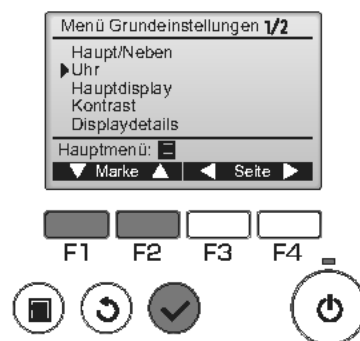 Menü Grundeinstellungen 1/2
Haupt/Neben
Uhr
Hauptdisplay
Kontrast
Displaydetails
Hauptmenü:
Marke Seite
F1 F2 F3 F4